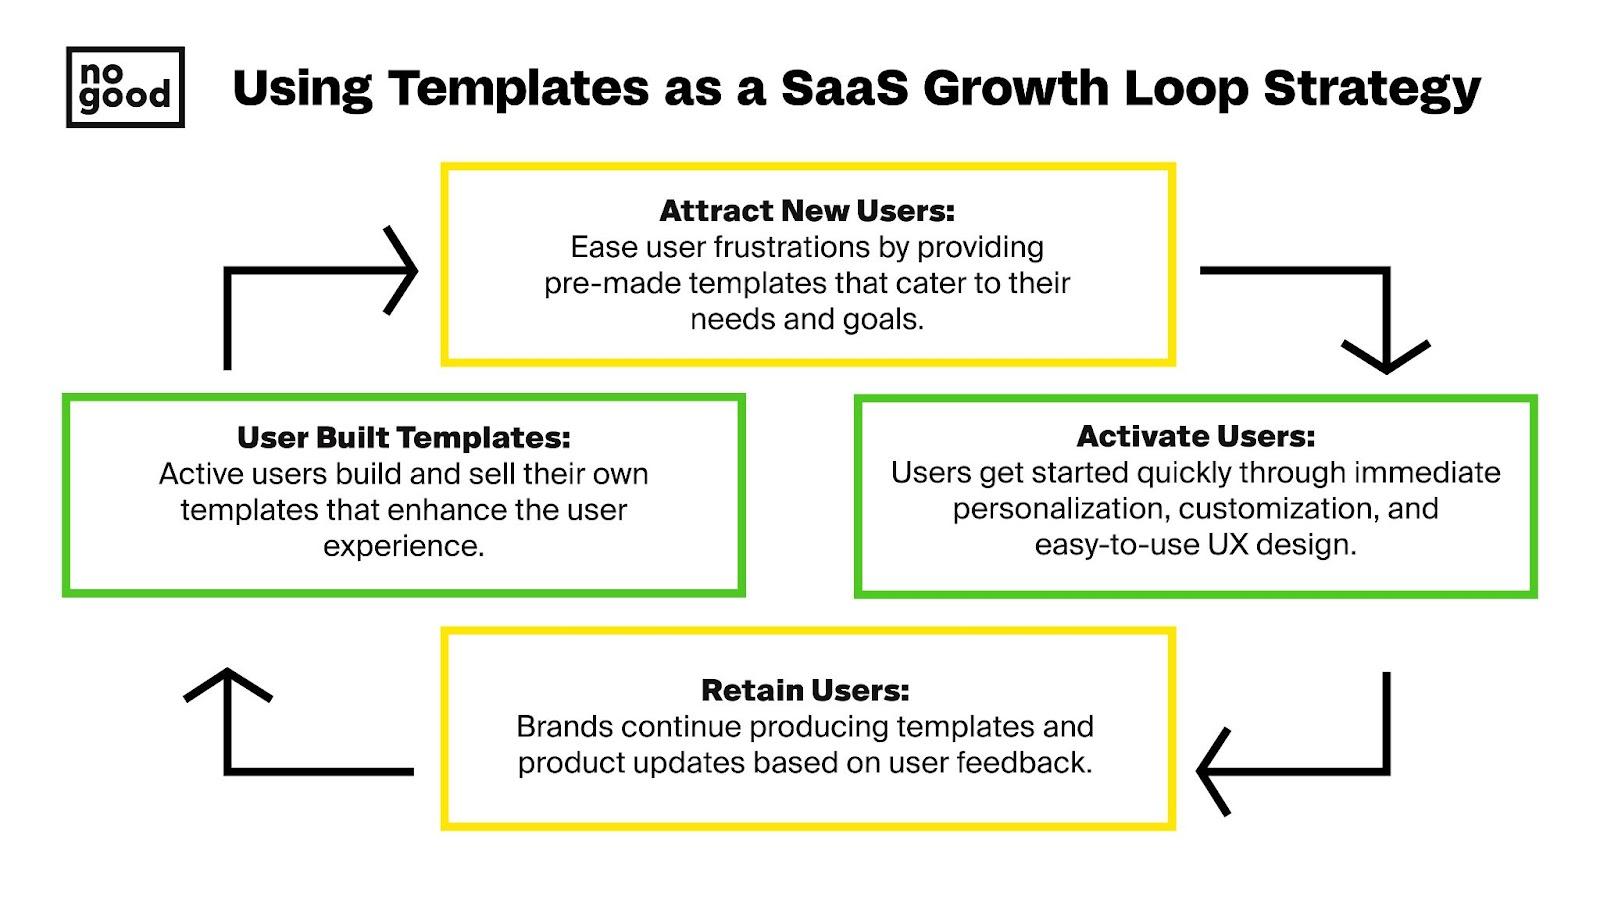 no
good
Using Templates as a SaaS Growth Loop Strategy
Attract New Users:
Ease user frustrations by providing
pre-made templates that cater to their
needs and goals.
User Built Templates:
Active users build and sell their own
templates that enhance the user
experience.
Activate Users:
Users get started quickly through immediate
personalization, customization, and
easy-to-use UX design.
Retain Users:
Brands continue producing templates and
product updates based on user feedback.